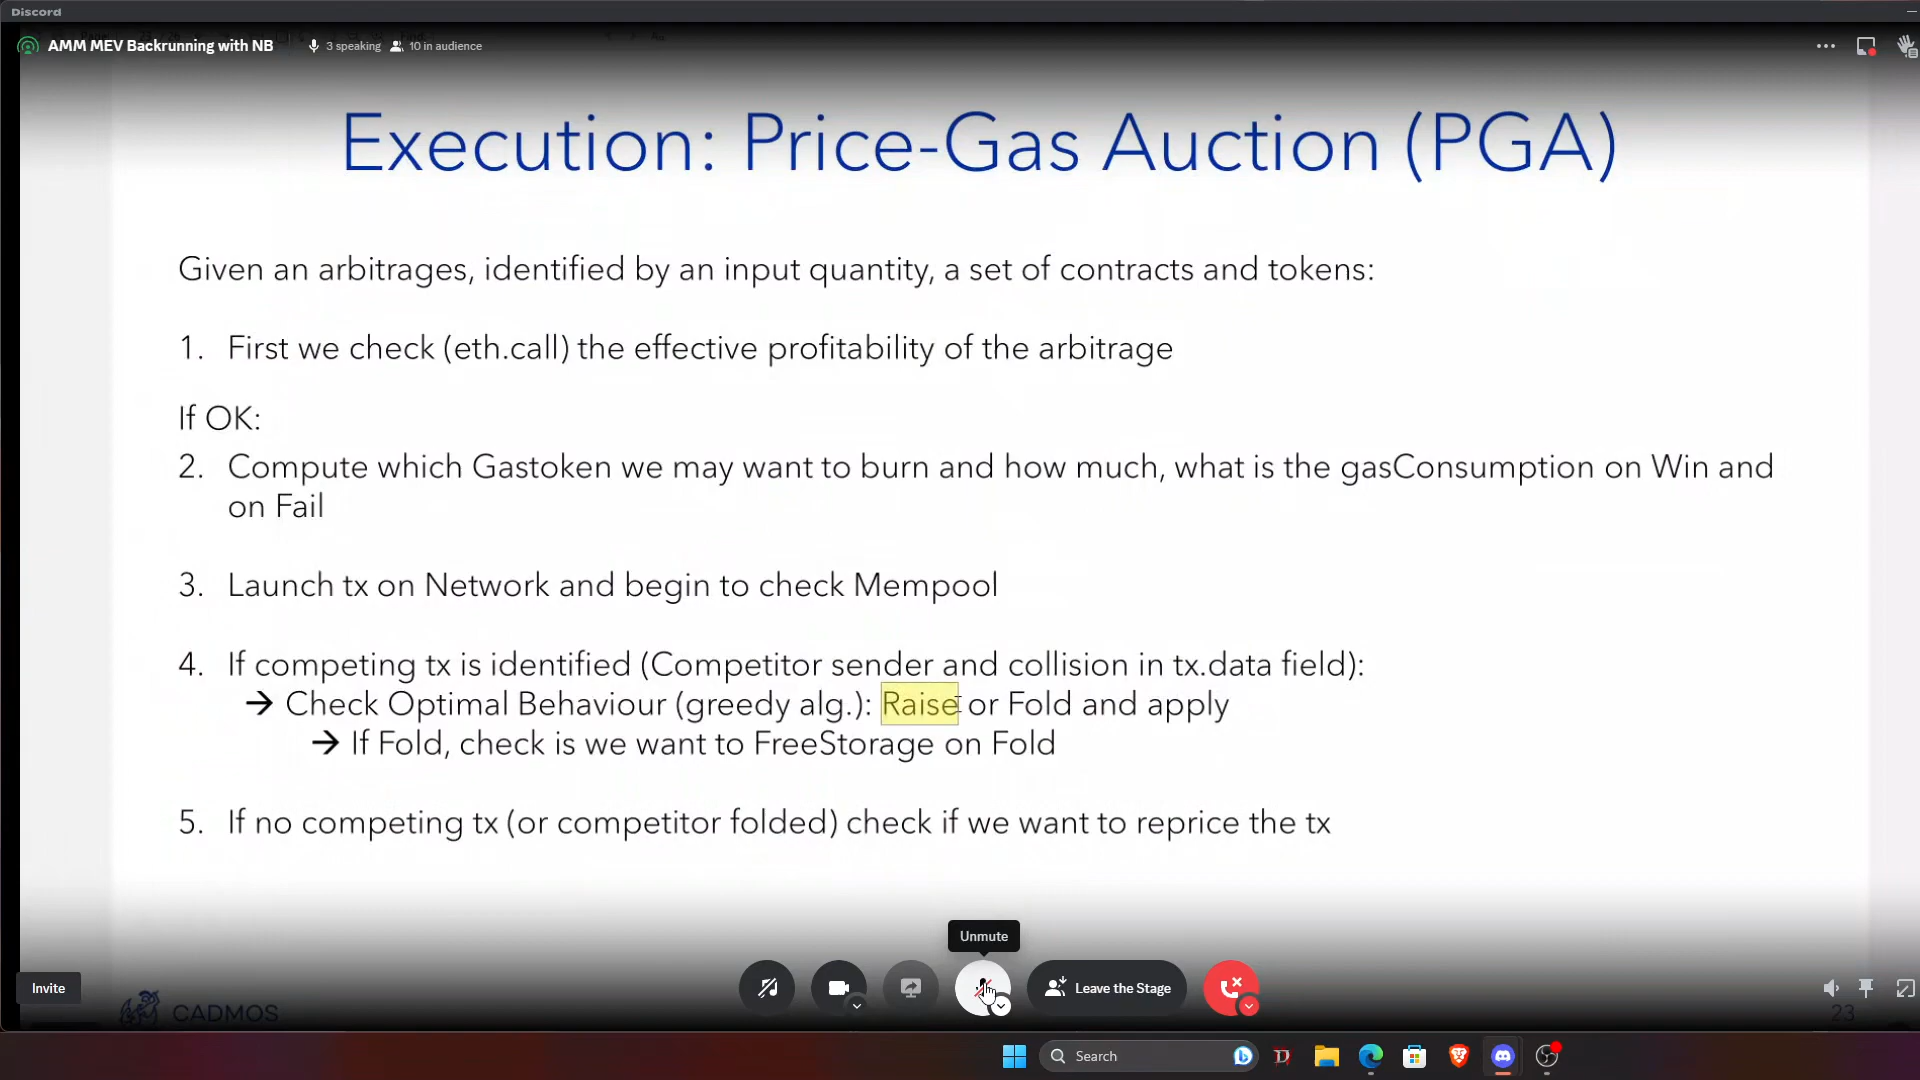 Discord
AMM MEV Backrunning with NB
3 speaking
10 in audience
Execution: Price-Gas Auction (PGA)
Given an arbitrages, identified by an input quantity, a set of contracts and tokens:
1. First we check (eth.call) the effective profitability of the arbitrage
If OK:
2. Compute which Gastoken we may want to burn and how much, what is the gasConsumption on Win and
on Fail
3. Launch tx on Network and begin to check Mempool
4. If competing tx is identified (Competitor sender and collision in tx.data field):
→ Check Optimal Behaviour (greedy alg.): Raise or Fold and apply
→ If Fold, check is we want to FreeStorage on Fold
5. If no competing tx (or competitor folded) check if we want to reprice the tx
Unmute
Invite
Leave the Stage
CADMOS
23
Search